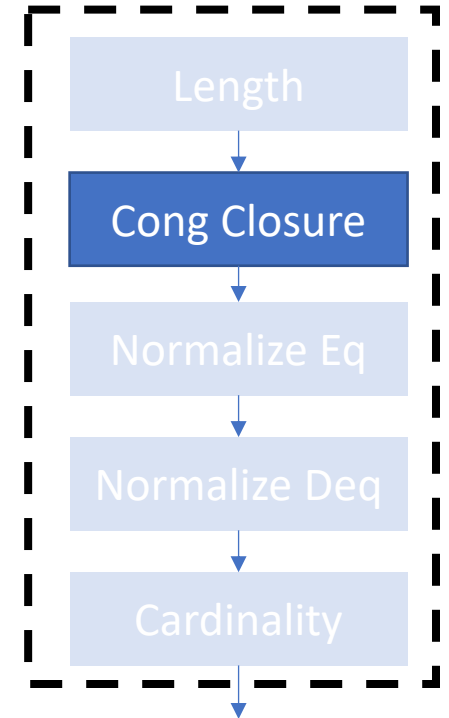 Length
Cong Closure
Normalize Eq
Normalize Deq
Cardinality